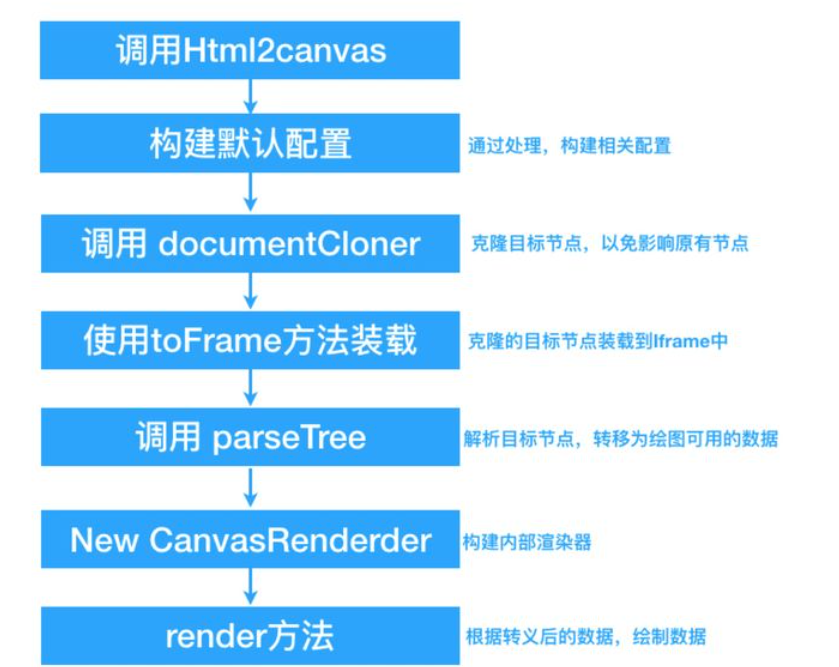 调用Html2canvas
构建默认配置
通过处理，构建相关配置
调用 documentCloner
克隆目标节点，以免影响原有节点
使用toFrame方法装载
克隆的目标节点装载到Iframe中
调用 parseTree
解析目标节点，转移为绘图可用的数据
New CanvasRenderder
构建内部渲染器
render方法
根据转义后的数据，绘制数据